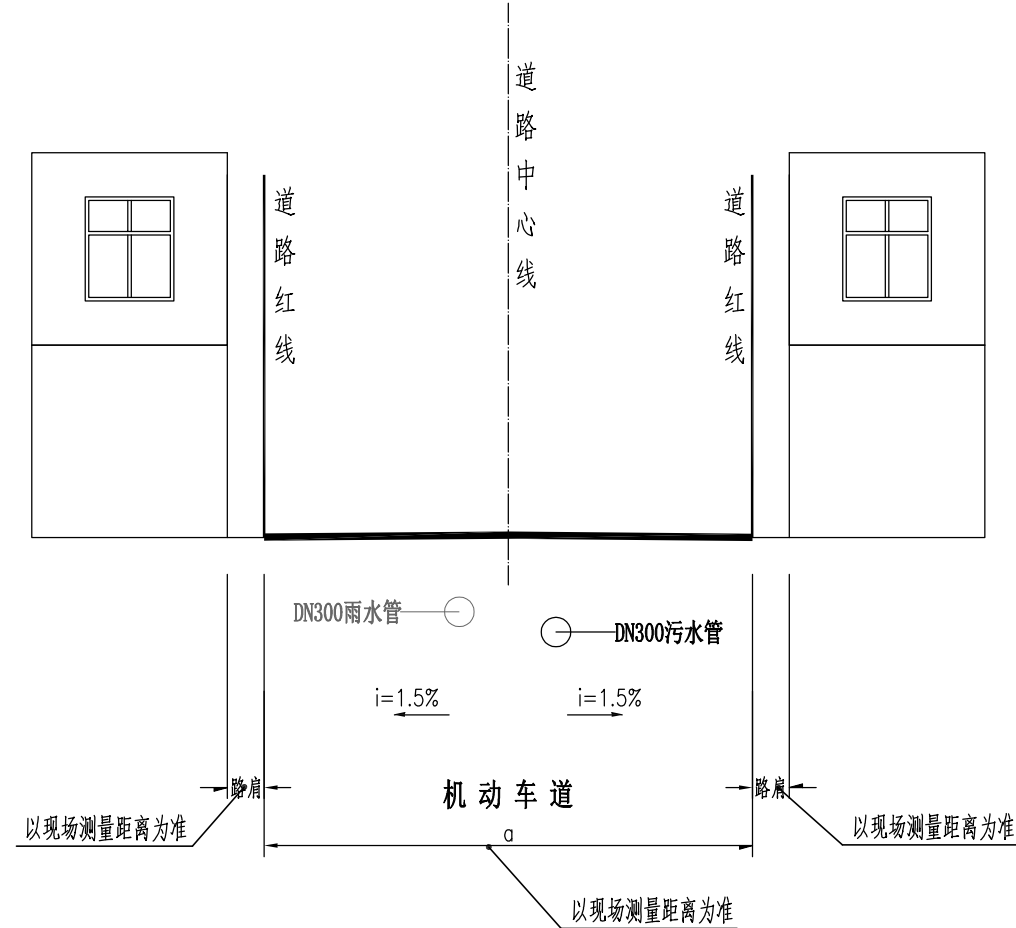 道路中心线
道路红线
道路红线
DN300雨水管
DN300污水管
i=1.5%
i=1.5%
路肩
机动车道
路肩
以现场测量距离为准
a
以现场测量距离为准
以现场测量距离为准